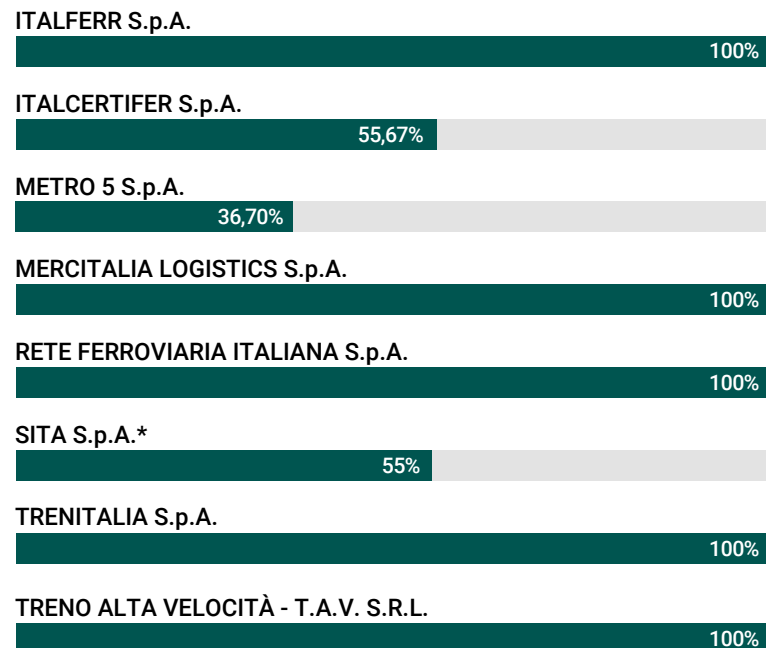 ITALFERR S.p.A.
100%
ITALCERTIFER S.p.A.
55,67%
METRO 5 S.p.A.
36,70%
MERCITALIA LOGISTICS S.p.A.
100%
RETE FERROVIARIA ITALIANA S.p.A.
100%
SITA S.p.A.*
55%
TRENITALIA S.p.A.
100%
TRENO ALTA VELOCITÀ - T.A.V. S.R.L.
100%